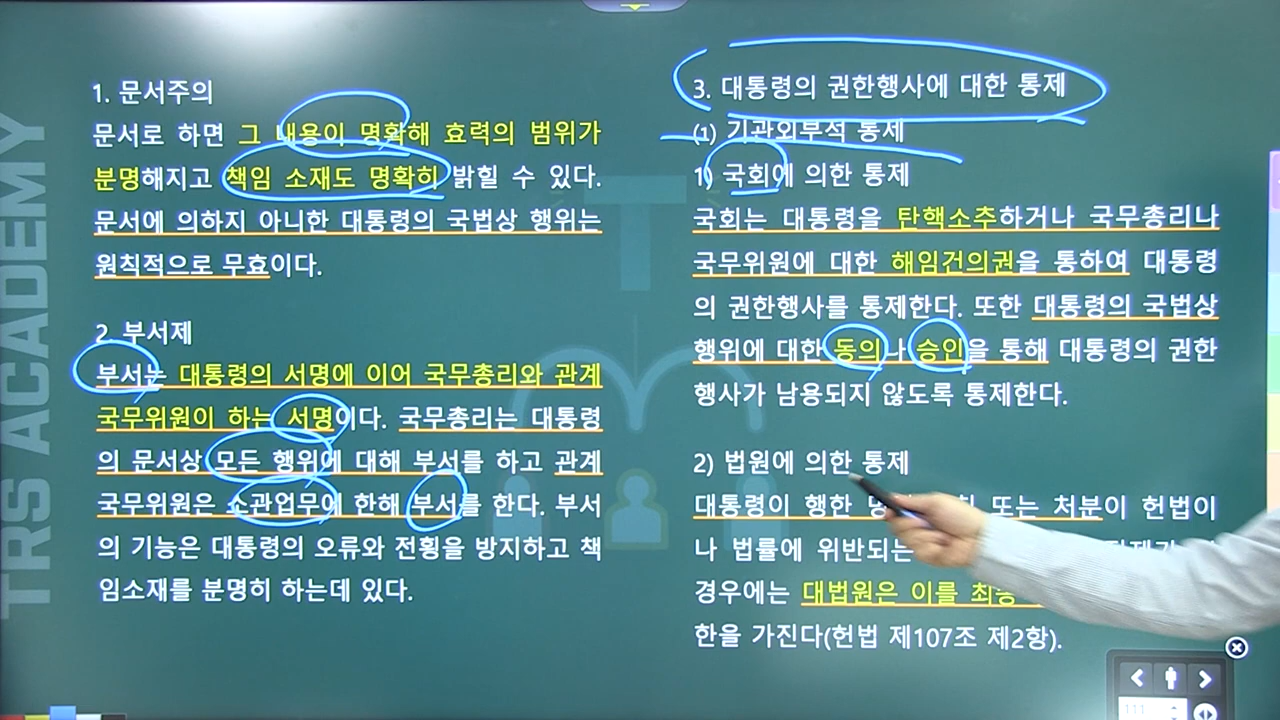 TRS ACADEMY
1. 문서주의
문서로 하면 그 내용이 명확해 효력의 범위가
분명해지고 책임 소재도 명확히 밝힐 수 있다.
문서에 의하지 아니한 대통령의 국법상 행위는
원칙적으로 무효이다.
2. 부서제
부서는 대통령의 서명에 이어 국무총리와 관계
국무위원이 하는 서명이다. 국무총리는 대통령
의 문서상 모든 행위에 대해 부서를 하고 관계
국무위원은 소관업무에 한해 부서를 한다. 부서
의 기능은 대통령의 오류와 전횡을 방지하고 책
임소재를 분명히 하는데 있다.
3. 대통령의 권한행사에 대한 통제
(1) 기관외부적 통제
1) 국회에 의한 통제
국회는 대통령을 탄핵소추하거나 국무총리나
국무위원에 대한 해임건의권을 통하여 대통령
의 권한행사를 통제한다. 또한 대통령의 국법상
행위에 대한 동의나 승인을 통해 대통령의 권한
행사가 남용되지 않도록 통제한다.
2) 법원에 의한 통제
대통령이 행한 또는 처분이 헌법이
나 법률에 위반되는
경우에는 대법원은 이를 최종
한을 가진다(헌법 제107조 제2항).
111